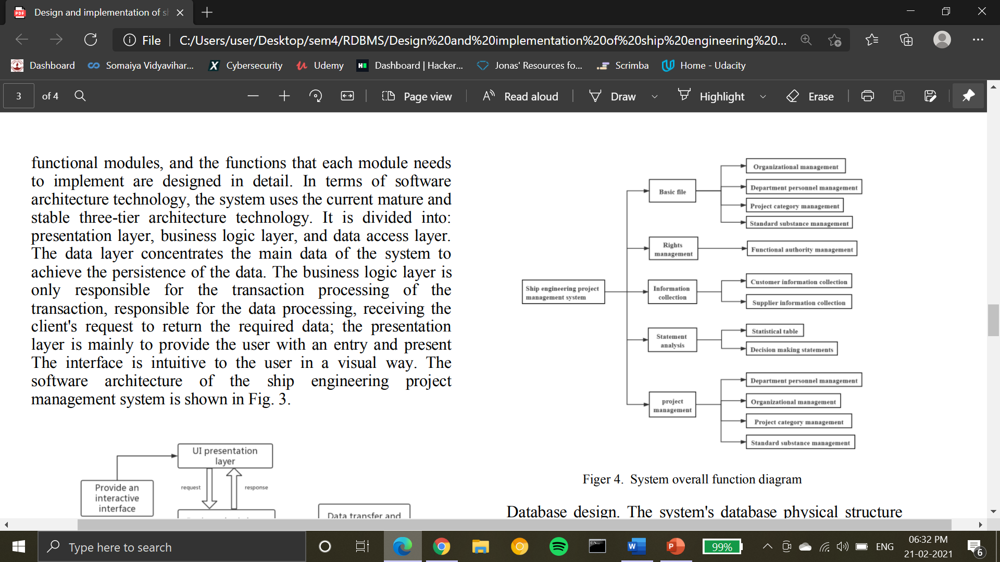 Design and implementation of s
File
C:/Users/user/Desktop/sem4/RDBMS/Design%20and%20implementation%20of%20ship%20engineering%20...
Dashboard
Somaiya Vidyavihar...
Cybersecurity
Udemy
Dashboard | Hacker...
Jonas' Resources fo...
Scrimba
Home - Udacity
3 of 4
Page view
Read aloud
Draw
Highlight
Erase
functional modules, and the functions that each module needs
to implement are designed in detail. In terms of software
architecture technology, the system uses the current mature and
stable three-tier architecture technology. It is divided into:
presentation layer, business logic layer, and data access layer.
The data layer concentrates the main data of the system to
achieve the persistence of the data. The business logic layer is
only responsible for the transaction processing of the
transaction, responsible for the data processing, receiving the
client's request to return the required data; the presentation
layer is mainly to provide the user with an entry and present
The interface is intuitive to the user in a visual way. The
software architecture of the ship engineering project
management system is shown in Fig. 3.
UI presentation
layer
Provide an
interactive
interface
request
response
Data transfer and
Ship engineering project
management system
Basic file
Organizational management
Department personnel management
Project category management
Standard substance management
Rights
management
Functional authority management
Information
collection
Customer information collection
Supplier information collection
Statement
analysis
Statistical table
Decision making statements
project
management
Department personnel management
Organizational management
Project category management
Standard substance management
Figer 4. System overall function diagram
Database design. The system's database physical structure
Type here to search
99%
ENG
06:32 PM
21-02-2021
6